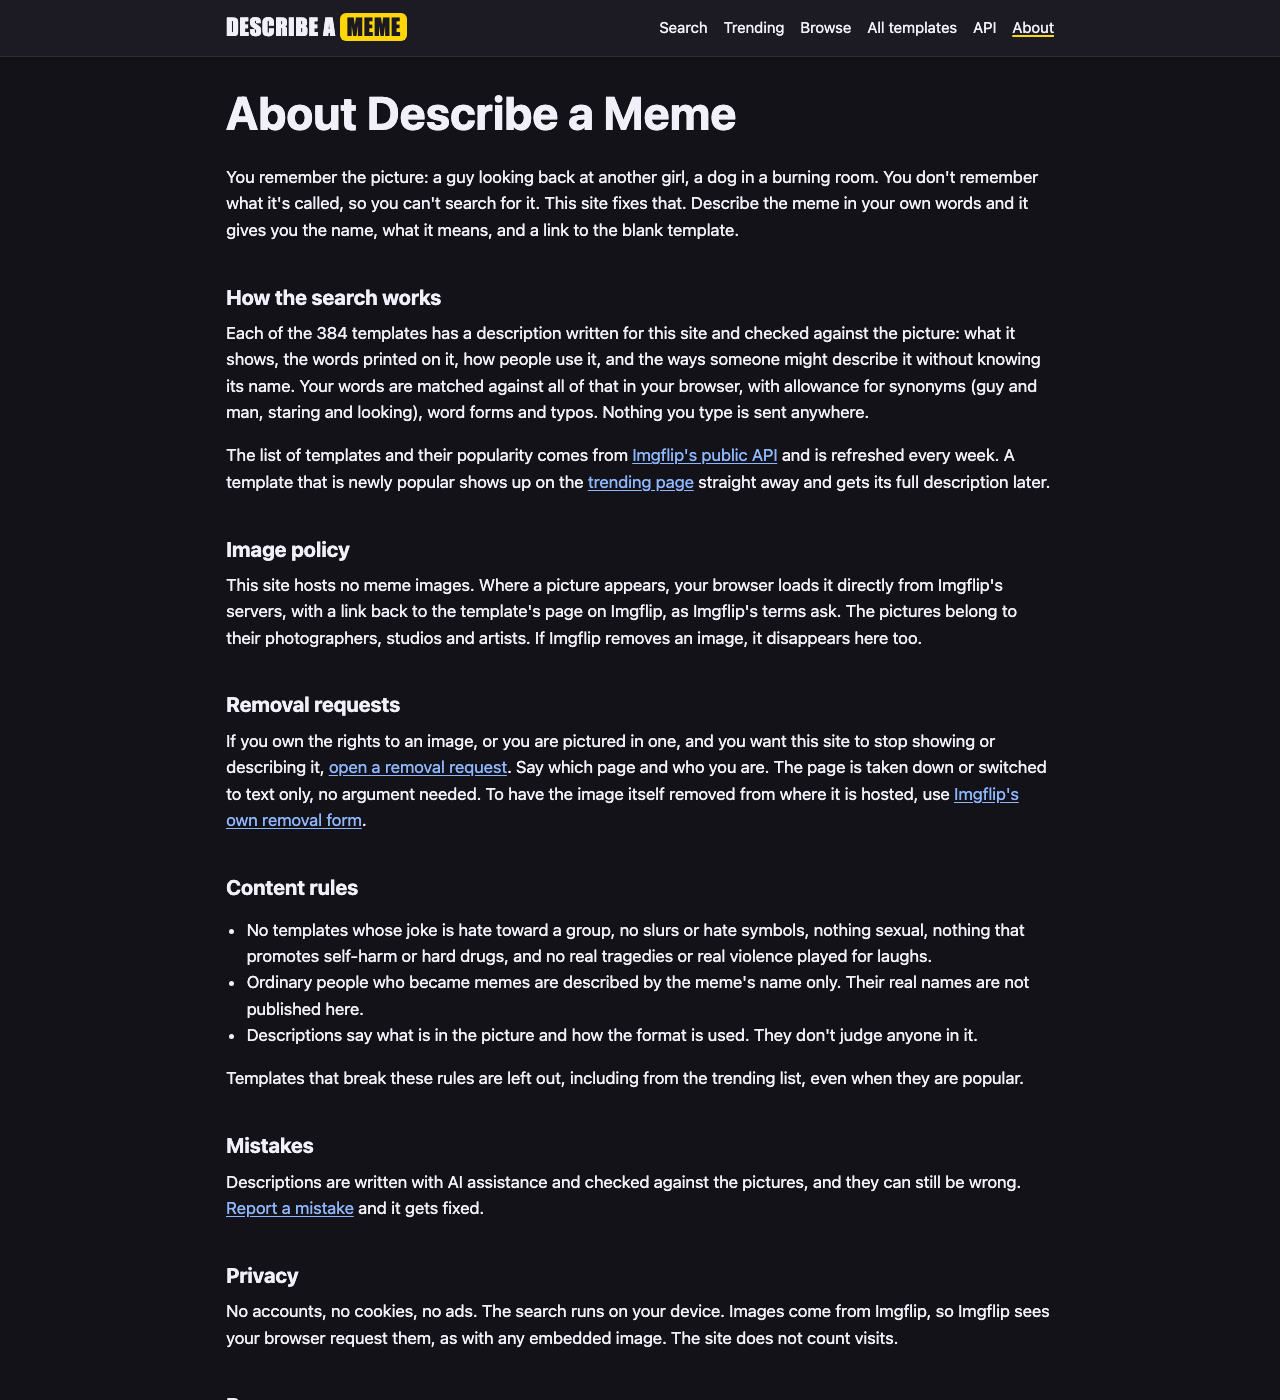 DESCRIBE A MEME
Search Trending Browse All templates API About
About Describe a Meme
You remember the picture: a guy looking back at another girl, a dog in a burning room. You don't remember
what it's called, so you can't search for it. This site fixes that. Describe the meme in your own words and it
gives you the name, what it means, and a link to the blank template.
How the search works
Each of the 384 templates has a description written for this site and checked against the picture: what it
shows, the words printed on it, how people use it, and the ways someone might describe it without knowing
its name. Your words are matched against all of that in your browser, with allowance for synonyms (guy and
man, staring and looking), word forms and typos. Nothing you type is sent anywhere.
The list of templates and their popularity comes from Imgflip's public API and is refreshed every week. A
template that is newly popular shows up on the trending page straight away and gets its full description later.
Image policy
This site hosts no meme images. Where a picture appears, your browser loads it directly from Imgflip's
servers, with a link back to the template's page on Imgflip, as Imgflip's terms ask. The pictures belong to
their photographers, studios and artists. If Imgflip removes an image, it disappears here too.
Removal requests
If you own the rights to an image, or you are pictured in one, and you want this site to stop showing or
describing it, open a removal request. Say which page and who you are. The page is taken down or switched
to text only, no argument needed. To have the image itself removed from where it is hosted, use Imgflip's
own removal form.
Content rules
• No templates whose joke is hate toward a group, no slurs or hate symbols, nothing sexual, nothing that
promotes self-harm or hard drugs, and no real tragedies or real violence played for laughs.
• Ordinary people who became memes are described by the meme's name only. Their real names are not
published here.
• Descriptions say what is in the picture and how the format is used. They don't judge anyone in it.
Templates that break these rules are left out, including from the trending list, even when they are popular.
Mistakes
Descriptions are written with AI assistance and checked against the pictures, and they can still be wrong.
Report a mistake and it gets fixed.
Privacy
No accounts, no cookies, no ads. The search runs on your device. Images come from Imgflip, so Imgflip sees
your browser request them, as with any embedded image. The site does not count visits.